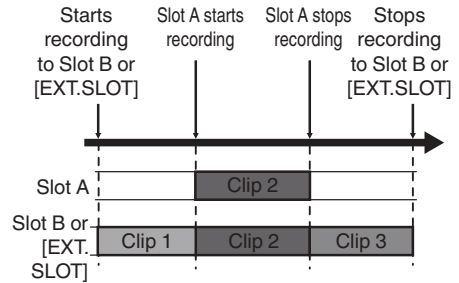 Starts
recording
to Slot B or
[EXT.SLOT]
Slot A starts
recording
Slot A stops
recording
Stops
recording
to Slot B or
[EXT.SLOT]
Slot A
Clip 2
Slot B or
[EXT.
SLOT]
Clip 1
Clip 2
Clip 3